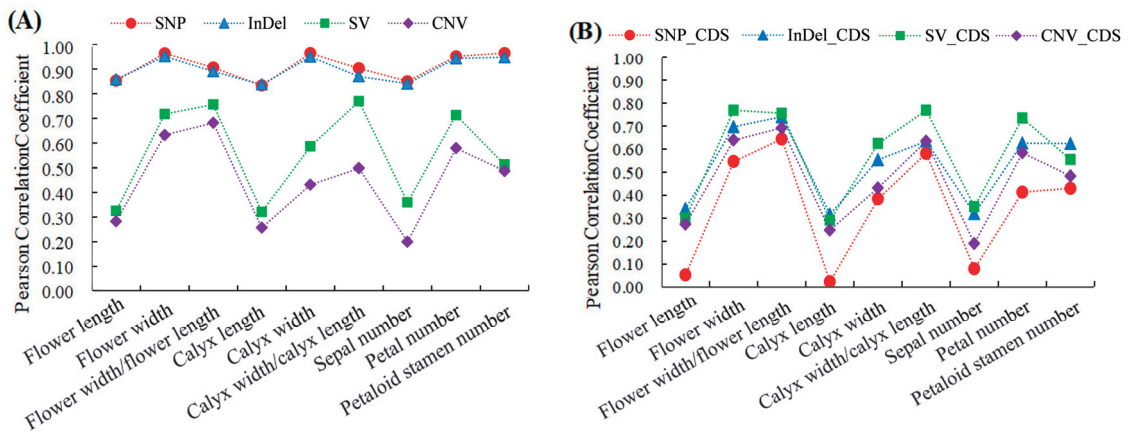 (A)
SNP InDel SV CNV
Pearson CorrelationCoefficient
1.00
0.90
0.80
0.70
0.60
0.50
0.40
0.30
0.20
0.10
0.00
Flower length
Flower width
Flower width/flower length
Calyx length
Calyx width
Calyx width/calyx length
Sepal number
Petal number
Petaloid stamen number
(B)
SNP_CDS InDel_CDS SV_CDS CNV_CDS
Pearson CorrelationCoefficient
1.00
0.90
0.80
0.70
0.60
0.50
0.40
0.30
0.20
0.10
0.00
Flower length
Flower width
Flower width/flower length
Calyx length
Calyx width
Calyx width/calyx length
Sepal number
Petal number
Petaloid stamen number